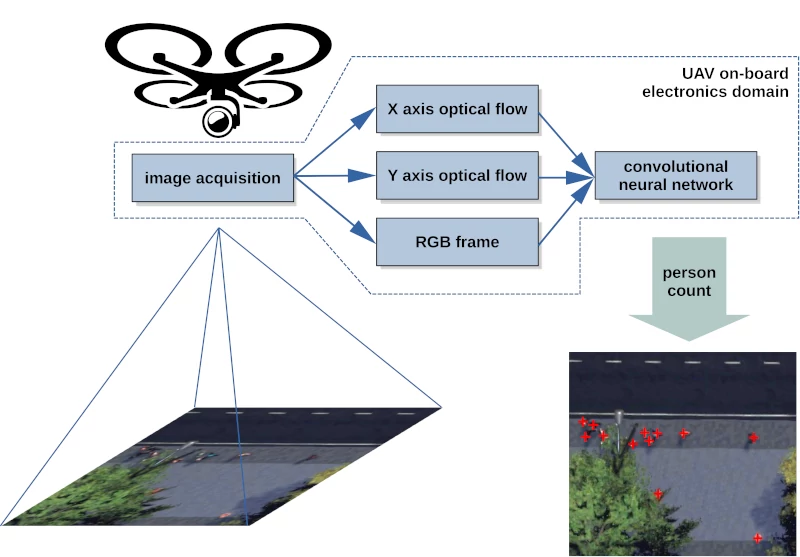 UAV on-board
electronics domain
X axis optical flow
image acquisition
Y axis optical flow
convolutional
neural network
RGB frame
person
count